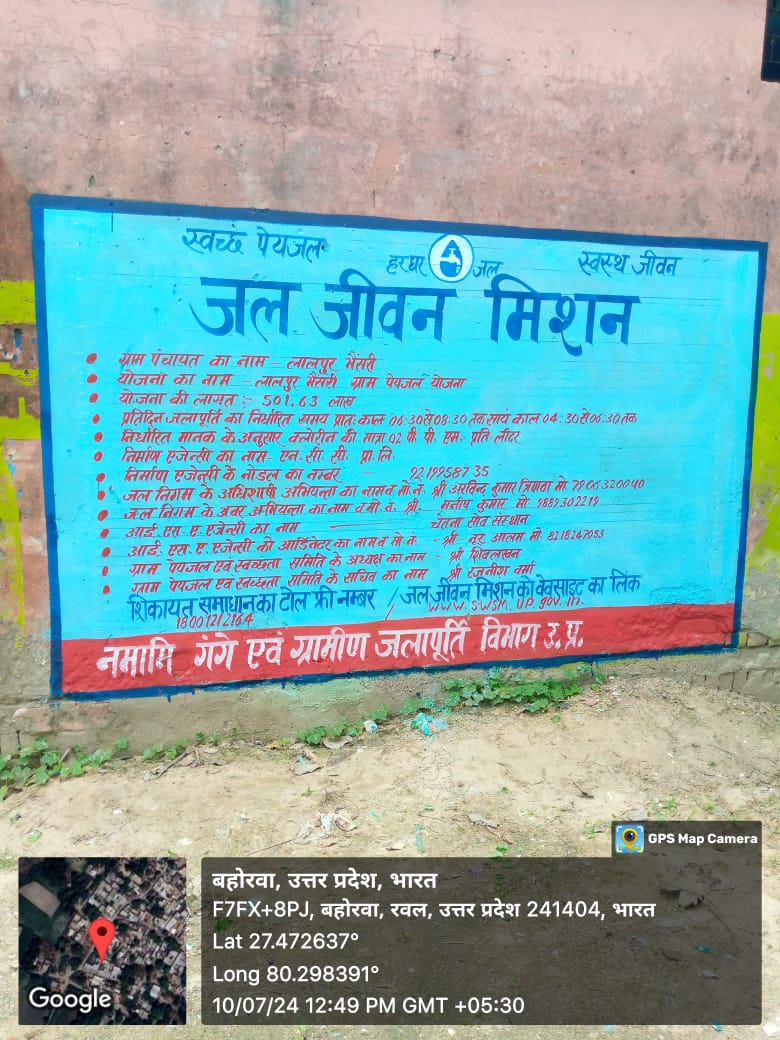 स्वच्छ पेयजल हर घर जल स्वस्थ जीवन
जल जीवन मिशन
ग्राम पंचायत का नाम – लालपुर भैंसरी
योजना का नाम – लालपुर भैंसरी ग्राम पेयजल योजना
योजना की लागत :- 501.63 लाख
प्रतिदिन जलापूर्ति का निर्धारित समय प्रातः काल 06:30 से 08:30 तक सायं काल 04:30 से 06:30 तक
निर्धारित मानक के अनुसार क्लोरीन की मात्रा 02 पी. पी. एम. प्रति लीटर
निर्माण एजेन्सी का नाम- एन. सी. सी. प्रा. लि.
निर्माण एजेन्सी के नोडल का नम्बर - 9219958735
जल निगम के अधिशाषी अभियन्ता का नाम व मो.नं. श्री अरविन्द कुमार मो. 7906320040
जल निगम के अवर अभियन्ता का नाम व मो. नं. श्री. मनीष कुमार मो. 9889302219
आई. एस. ए. एजेन्सी का नाम चेतना सेवा संस्थान
आई. एस. ए. एजेन्सी को आर्डिनेटर का नाम व मो. नं. - श्री नूर आलम मो. 8218247053
ग्राम पेयजल एवं स्वच्छता समिति के अध्यक्ष का नाम - श्री शिवलखन
ग्राम पेयजल एवं स्वच्छता समिति के सचिव का नाम श्री रजनीश वर्मा
शिकायत समाधान का टोल फ्री नम्बर / जल जीवन मिशन की वेबसाइट का लिंक
18001212164 www.swsm.up.gov.in.
नमामि गंगे एवं ग्रामीण जलापूर्ति विभाग उ. प्र.
GPS Map Camera
बहोरवा, उत्तर प्रदेश, भारत
F7FX+8PJ, बहोरवा, रवल, उत्तर प्रदेश 241404, भारत
Lat 27.472637°
Long 80.298391°
10/07/24 12:49 PM GMT +05:30
Google